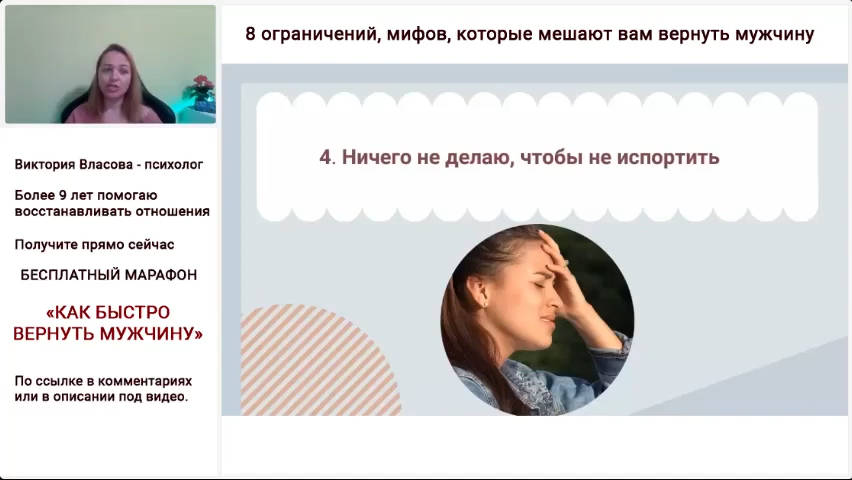 8 ограничений, мифов, которые мешают вам вернуть мужчину
4. Ничего не делаю, чтобы не испортить
Виктория Власова - психолог
Более 9 лет помогаю
восстанавливать отношения
Получите прямо сейчас
БЕСПЛАТНЫЙ МАРАФОН
«КАК БЫСТРО
ВЕРНУТЬ МУЖЧИНУ»
По ссылке в комментариях
или в описании под видео.